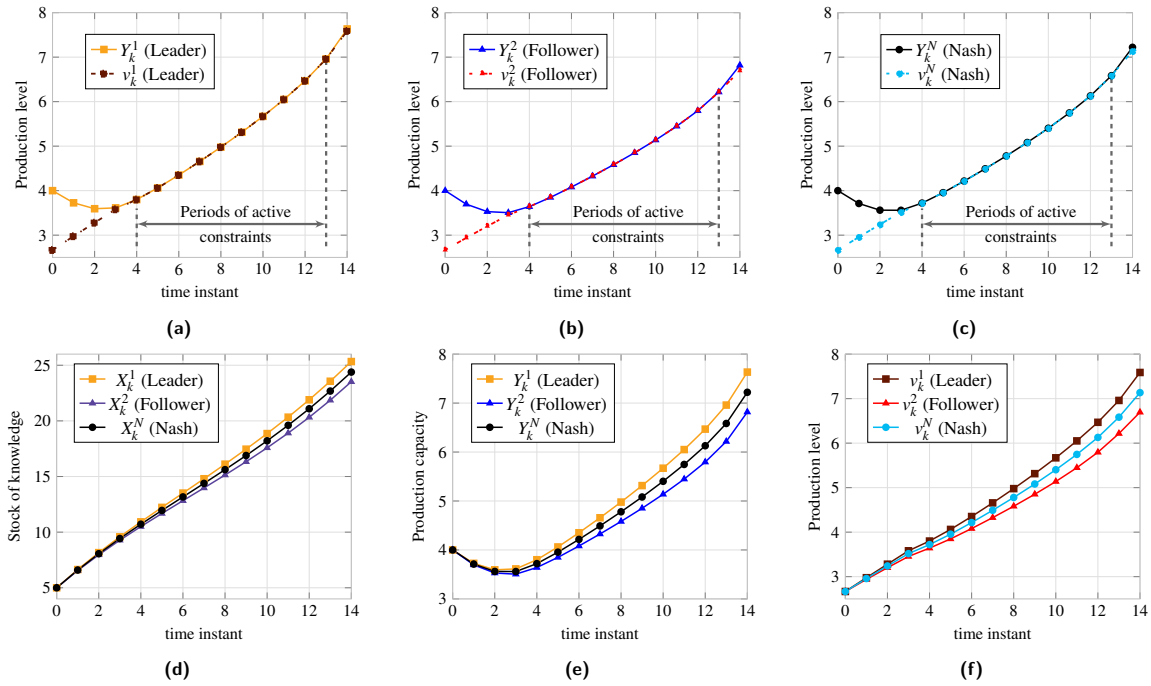 8
7
6
5
4
3
Production level
Y_k^1 (Leader)
v_k^1 (Leader)
Periods of active
constraints
0 2 4 6 8 10 12 14
time instant
(a)
8
7
6
5
4
3
Production level
Y_k^2 (Follower)
v_k^2 (Follower)
Periods of active
constraints
0 2 4 6 8 10 12 14
time instant
(b)
8
7
6
5
4
3
Production level
Y_k^N (Nash)
v_k^N (Nash)
Periods of active
constraints
0 2 4 6 8 10 12 14
time instant
(c)
25
20
15
10
5
Stock of knowledge
X_k^1 (Leader)
X_k^2 (Follower)
X_k^N (Nash)
0 2 4 6 8 10 12 14
time instant
(d)
8
7
6
5
4
3
Production capacity
Y_k^1 (Leader)
Y_k^2 (Follower)
Y_k^N (Nash)
0 2 4 6 8 10 12 14
time instant
(e)
8
7
6
5
4
3
Production level
v_k^1 (Leader)
v_k^2 (Follower)
v_k^N (Nash)
0 2 4 6 8 10 12 14
time instant
(f)